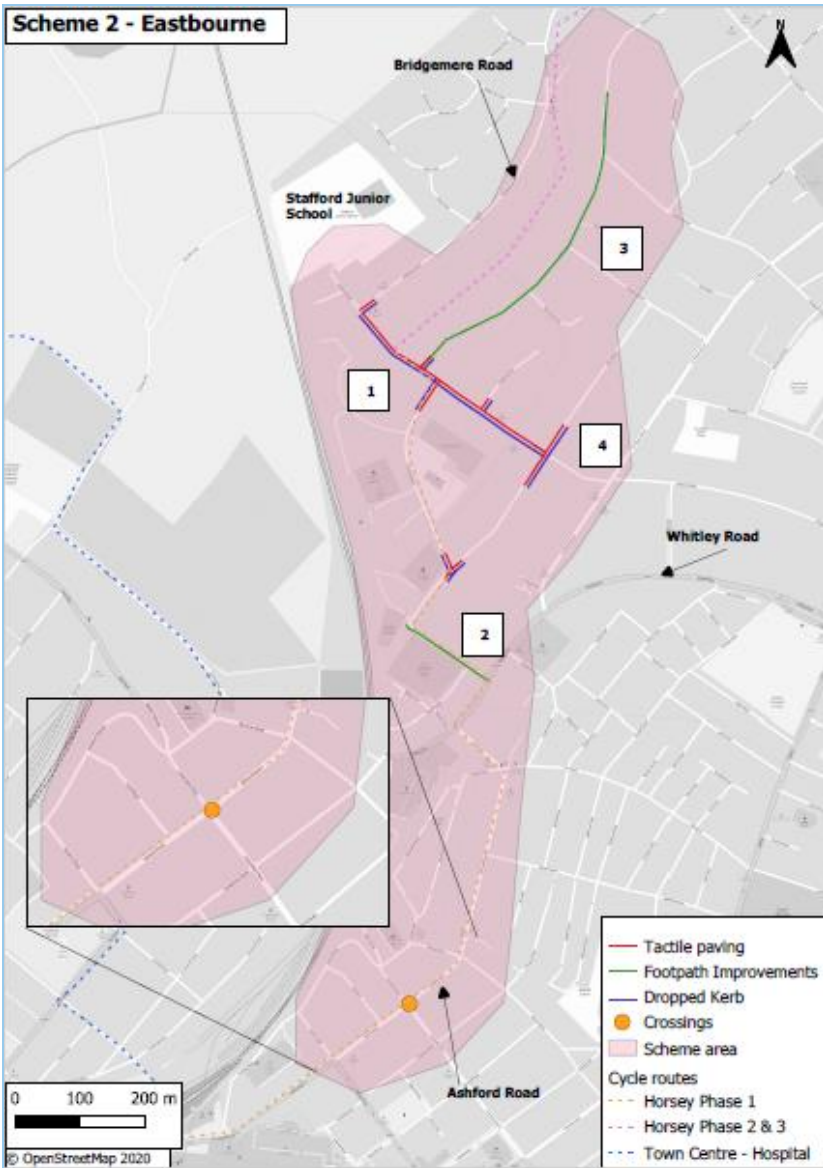 Scheme 2 - Eastbourne
N
Bridgemere Road
Stafford Junior
School
3
1
4
Whitley Road
2
Ashford Road
Tactile paving
Footpath Improvements
Dropped Kerb
Crossings
Scheme area
Cycle routes
Horsey Phase 1
Horsey Phase 2 & 3
Town Centre - Hospital
0 100 200 m
© OpenStreetMap 2020